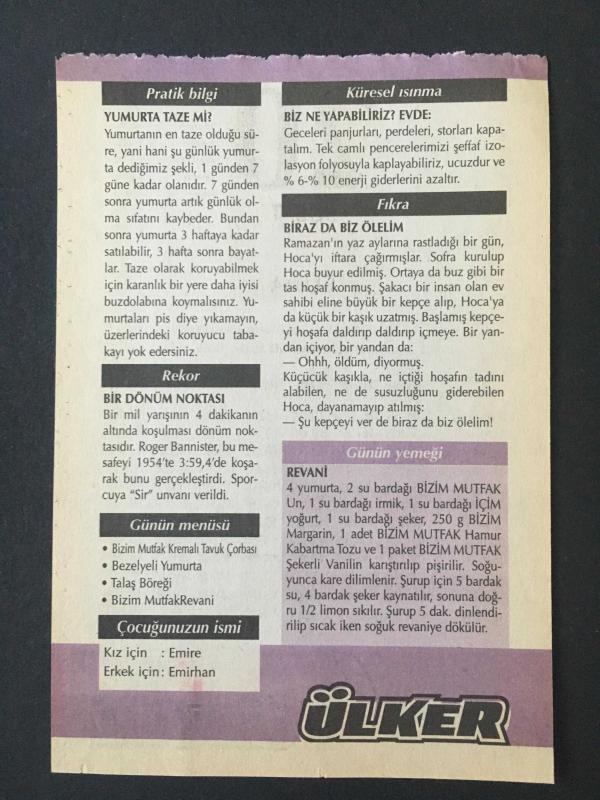 Pratik bilgi
YUMURTA TAZE Mİ?
Yumurtanın en taze olduğu sü-
re, yani hani şu günlük yumur-
ta dediğimiz şekli, 1 günden 7
güne kadar olanıdır. 7 günden
sonra yumurta artık günlük ol-
ma sıfatını kaybeder. Bundan
sonra yumurta 3 haftaya kadar
satılabilir, 3 hafta sonra bayat-
lar. Taze olarak koruyabilmek
için karanlık bir yere daha iyisi
buzdolabına koymalısınız. Yu-
murtaları pis diye yıkamayın,
üzerlerindeki koruyucu taba-
kayı yok edersiniz.
Rekor
BİR DÖNÜM NOKTASI
Bir mil yarışının 4 dakikanın
altında koşulması dönüm nok-
tasıdır. Roger Bannister, bu me-
safeyi 1954'te 3:59,4'de koşa-
rak bunu gerçekleştirdi. Spor-
cuya "Sir" unvanı verildi.
Günün menüsü
• Bizim Mutfak Kremalı Tavuk Çorbası
• Bezelyeli Yumurta
• Talaş Böreği
• Bizim MutfakRevani
Çocuğunuzun ismi
Kız için : Emire
Erkek için : Emirhan
Küresel ısınma
BİZ NE YAPABİLİRİZ? EVDE:
Geceleri panjurları, perdeleri, storları kapa-
talım. Tek camlı pencerelerimizi şeffaf izo-
lasyon folyosuyla kaplayabiliriz, ucuzdur ve
% 6-% 10 enerji giderlerini azaltır.
Fıkra
BİRAZ DA BİZ ÖLELİM
Ramazan'ın yaz aylarına rastladığı bir gün,
Hoca'yı iftara çağırmışlar. Sofra kurulup
Hoca buyur edilmiş. Ortaya da buz gibi bir
tas hoşaf konmuş. Şakacı bir insan olan ev
sahibi eline büyük bir kepçe alıp, Hoca'ya
da küçük bir kaşık uzatmış. Başlamış kepçe-
yi hoşafa daldırıp daldırıp içmeye. Bir yan-
dan içiyor, bir yandan da:
— Ohhh, öldüm, diyormuş.
Küçücük kaşıkla, ne içtiği hoşafın tadını
alabilen, ne de susuzluğunu giderebilen
Hoca, dayanamayıp atılmış:
— Şu kepçeyi ver de biraz da biz ölelim!
Günün yemeği
REVANİ
4 yumurta, 2 su bardağı BİZİM MUTFAK
Un, 1 su bardağı irmik, 1 su bardağı İÇİM
yoğurt, 1 su bardağı şeker, 250 g BİZİM
Margarin, 1 adet BİZİM MUTFAK Hamur
Kabartma Tozu ve 1 paket BİZİM MUTFAK
Şekerli Vanilin karıştırılıp pişirilir. Soğu-
yunca kare dilimlenir. Şurup için 5 bardak
su, 4 bardak şeker kaynatılır, sonuna doğ-
ru 1/2 limon sıkılır. Şurup 5 dak. dinlendi-
rilip sıcak iken soğuk revaniye dökülür.
ÜLKER